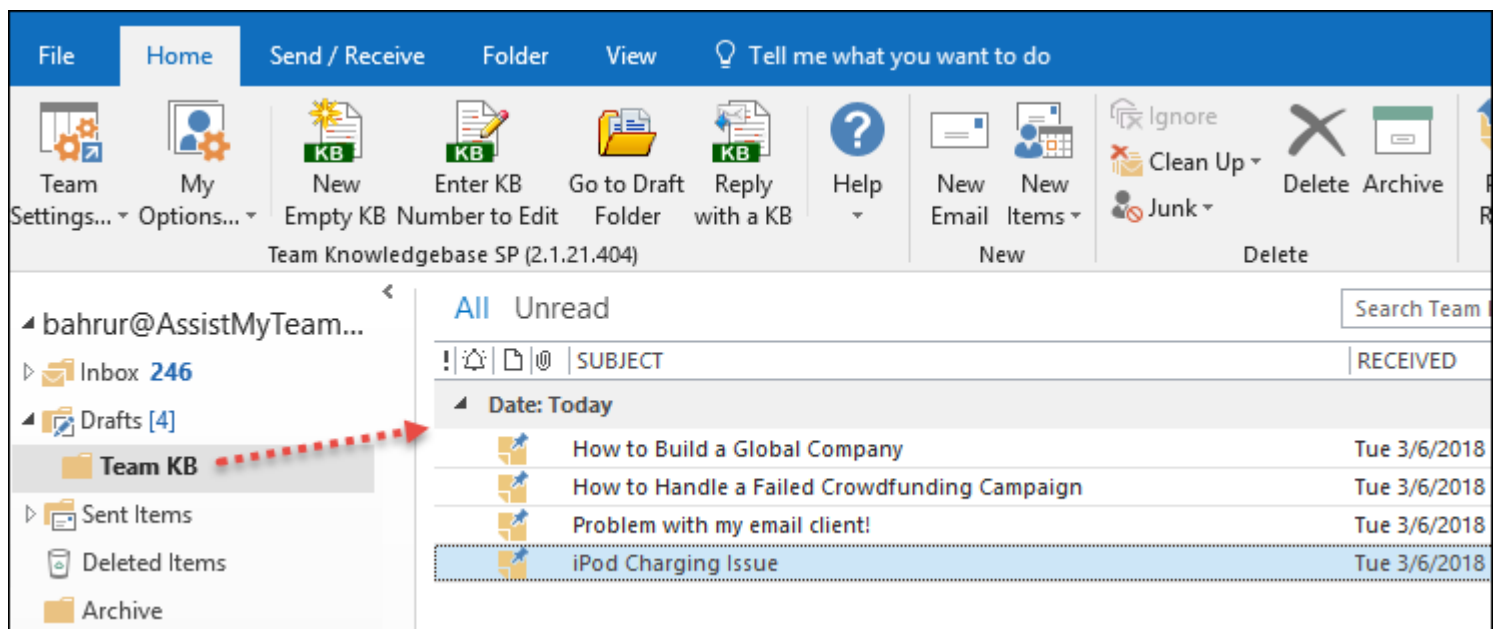 File Home Send / Receive Folder View Tell me what you want to do
KB KB KB ?
Ignore
Clean Up
Junk
Team Settings... My Options... New Empty KB Enter KB Number to Edit Go to Draft Folder Reply with a KB Help New Email New Items Delete Archive
Team Knowledgebase SP (2.1.21.404) New Delete
bahrur@AssistMyTeam...
Inbox 246
Drafts [4]
Team KB
Sent Items
Deleted Items
Archive
All Unread Search Team
! SUBJECT RECEIVED
Date: Today
How to Build a Global Company Tue 3/6/2018
How to Handle a Failed Crowdfunding Campaign Tue 3/6/2018
Problem with my email client! Tue 3/6/2018
iPod Charging Issue Tue 3/6/2018